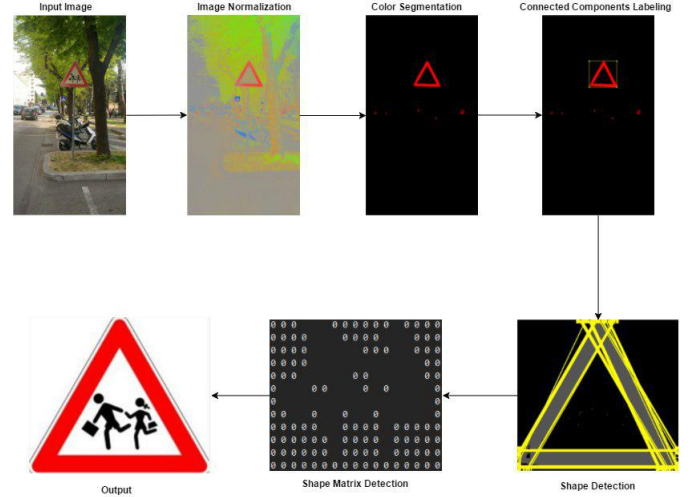 Input Image
Image Normalization
Color Segmentation
Connected Components Labeling
Output
Shape Matrix Detection
Shape Detection